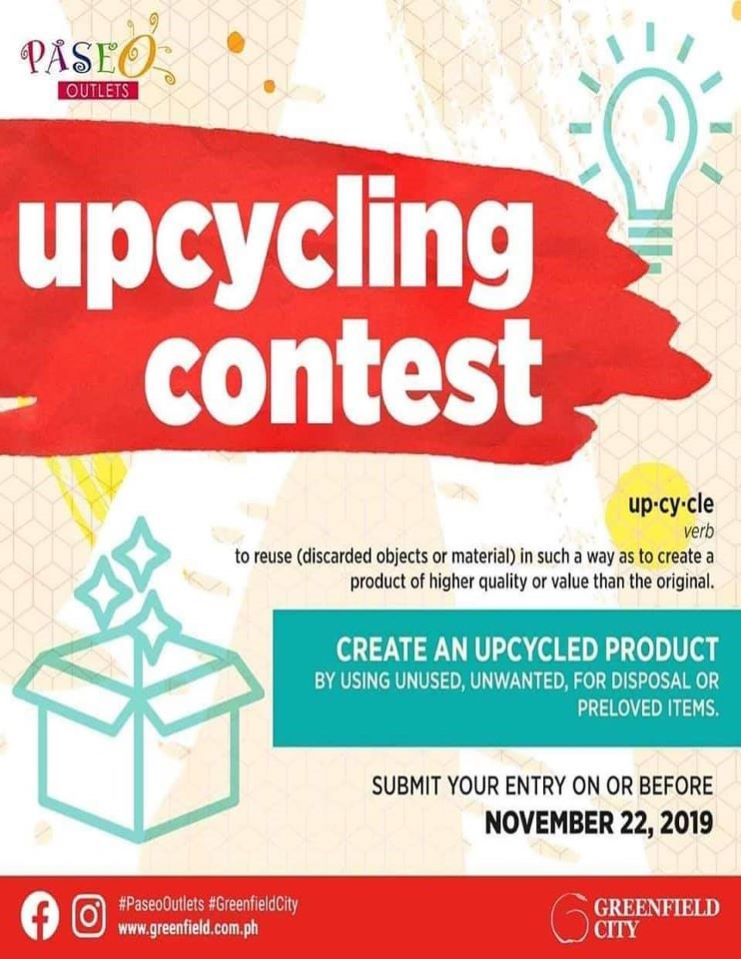 PASEO
OUTLETS
upcycling
contest
up·cy·cle
verb
to reuse (discarded objects or material) in such a way as to create a
product of higher quality or value than the original.
CREATE AN UPCYCLED PRODUCT
BY USING UNUSED, UNWANTED, FOR DISPOSAL OR
PRELOVED ITEMS.
SUBMIT YOUR ENTRY ON OR BEFORE
NOVEMBER 22, 2019
#PaseoOutlets #GreenfieldCity
www.greenfield.com.ph
GREENFIELD
CITY